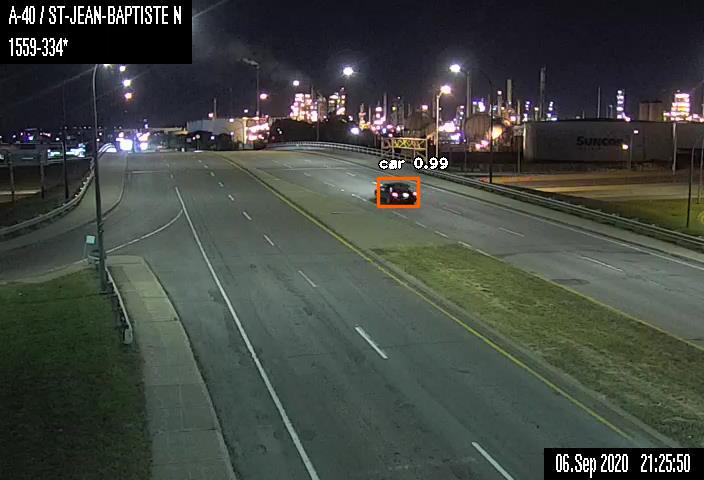 A-40 / ST-JEAN-BAPTISTE N
1559-334*
car 0.99
SUNCOR
06.Sep 2020 21:25:50